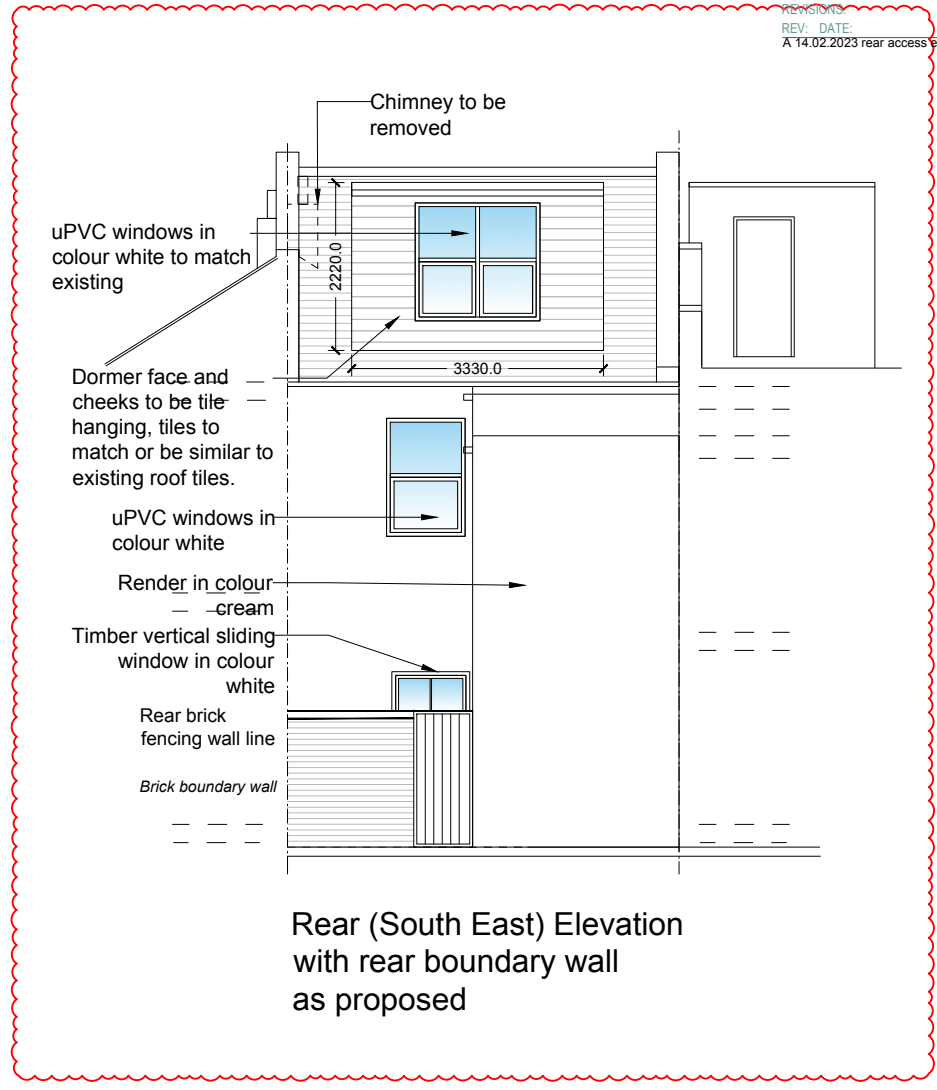 REVISIONS:
REV: DATE:
A 14.02.2023 rear access e
Chimney to be
removed
uPVC windows in
colour white to match
existing
2220.0
3330.0
Dormer face and
cheeks to be tile
hanging, tiles to
match or be similar to
existing roof tiles.
uPVC windows in
colour white
Render in colour
cream
Timber vertical sliding
window in colour
white
Rear brick
fencing wall line
Brick boundary wall
Rear (South East) Elevation
with rear boundary wall
as proposed